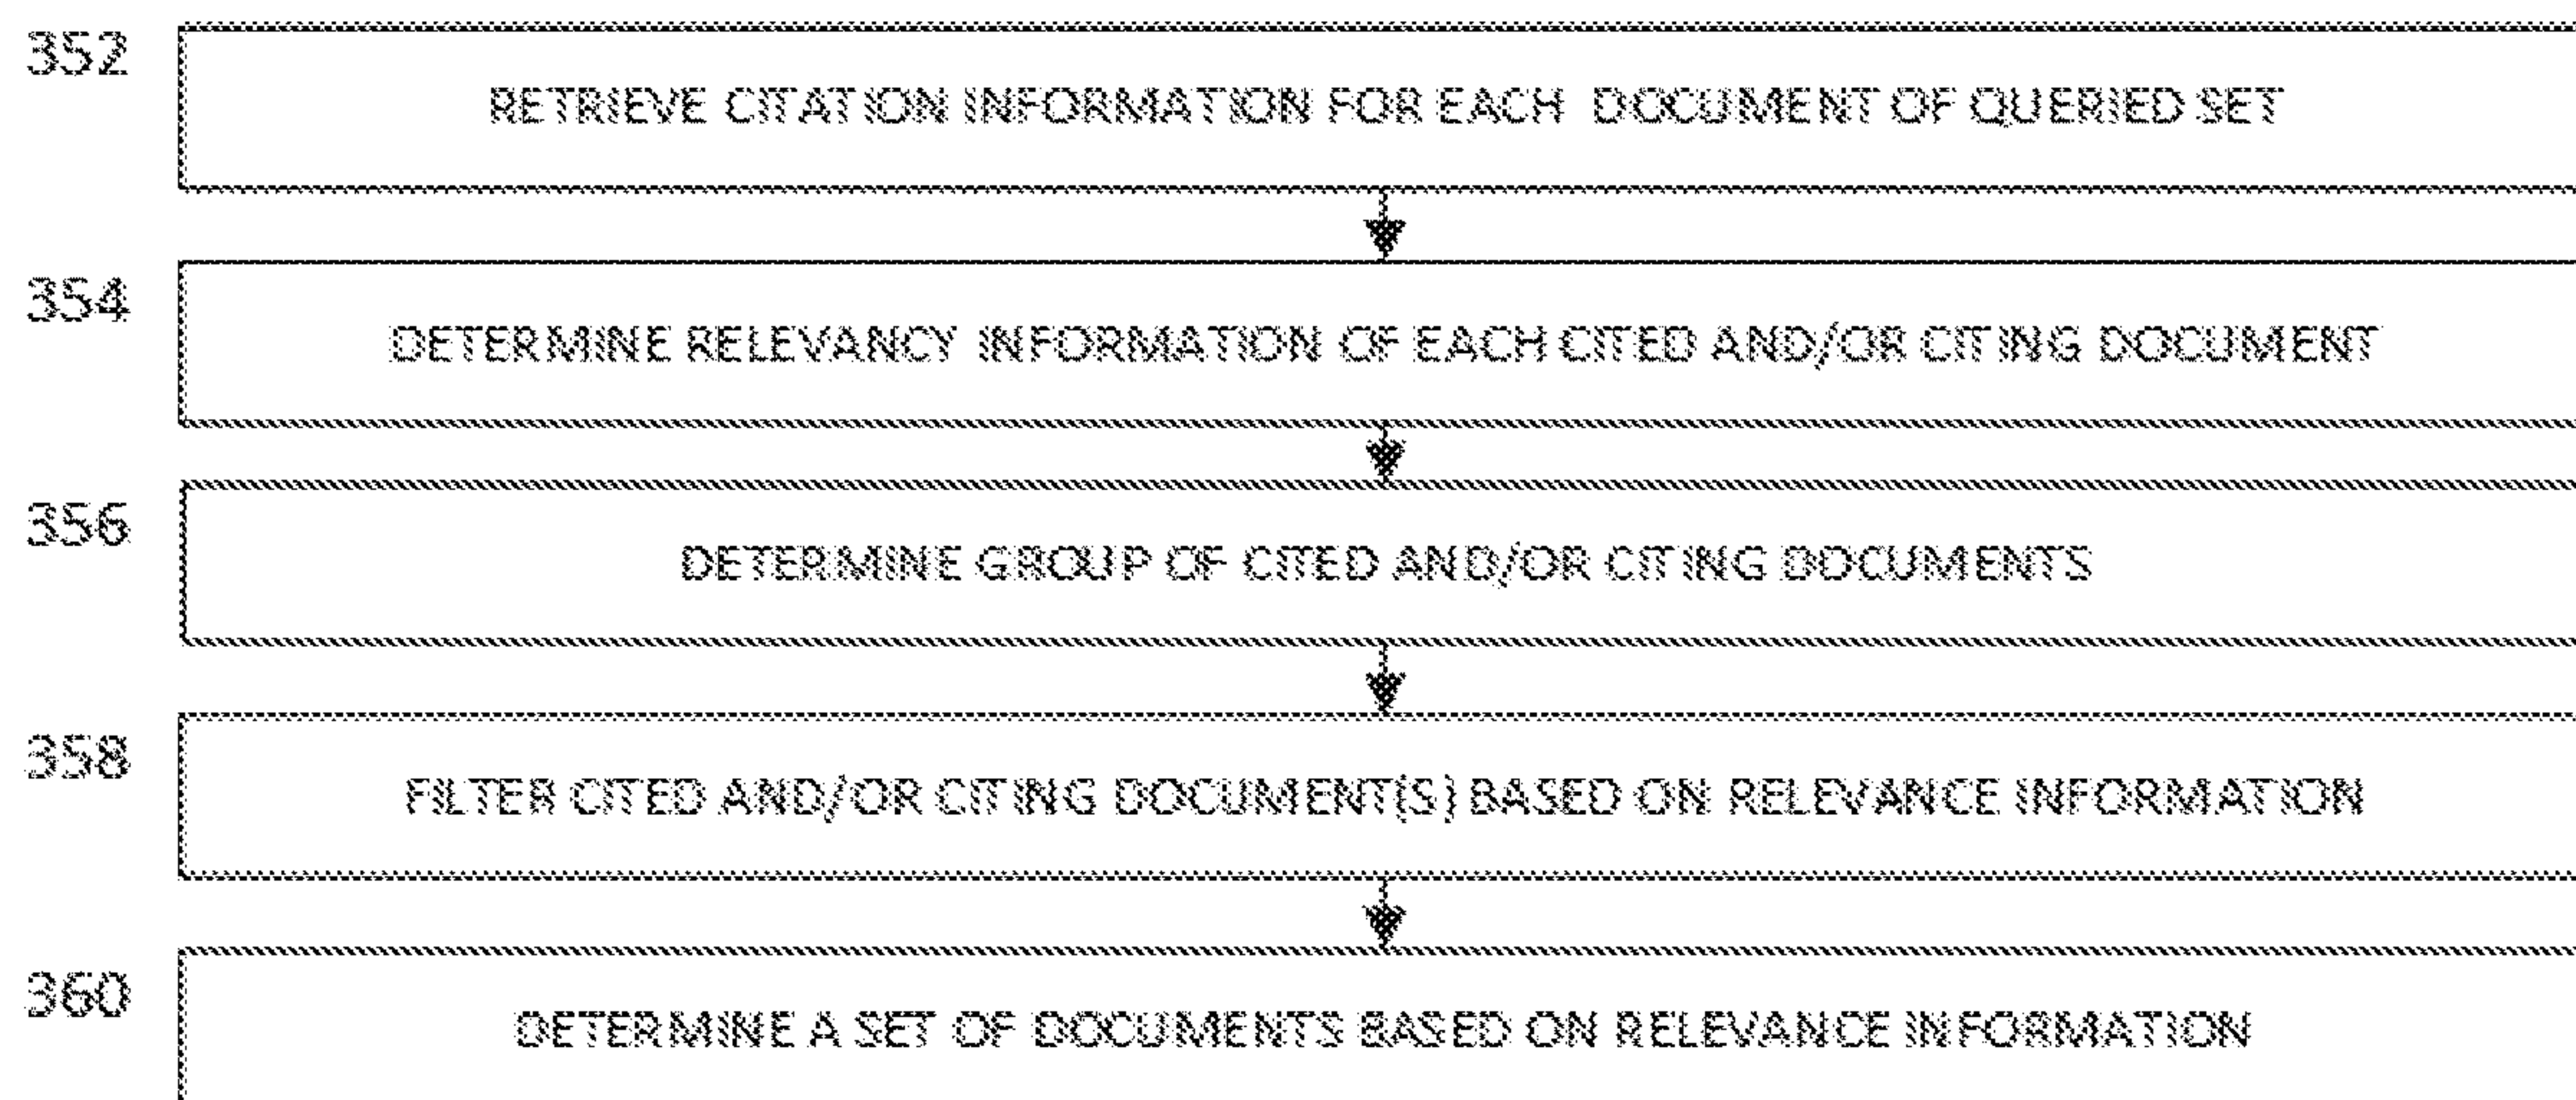 352
RETRIEVE CITATION INFORMATION FOR EACH DOCUMENT OF QUERIED SET
354
DETERMINE RELEVANCY INFORMATION OF EACH CITED AND/OR CITING DOCUMENT
356
DETERMINE GROUP OF CITED AND/OR CITING DOCUMENTS
358
FILTER CITED AND/OR CITING DOCUMENT(S) BASED ON RELEVANCE INFORMATION
360
DETERMINE A SET OF DOCUMENTS BASED ON RELEVANCE INFORMATION